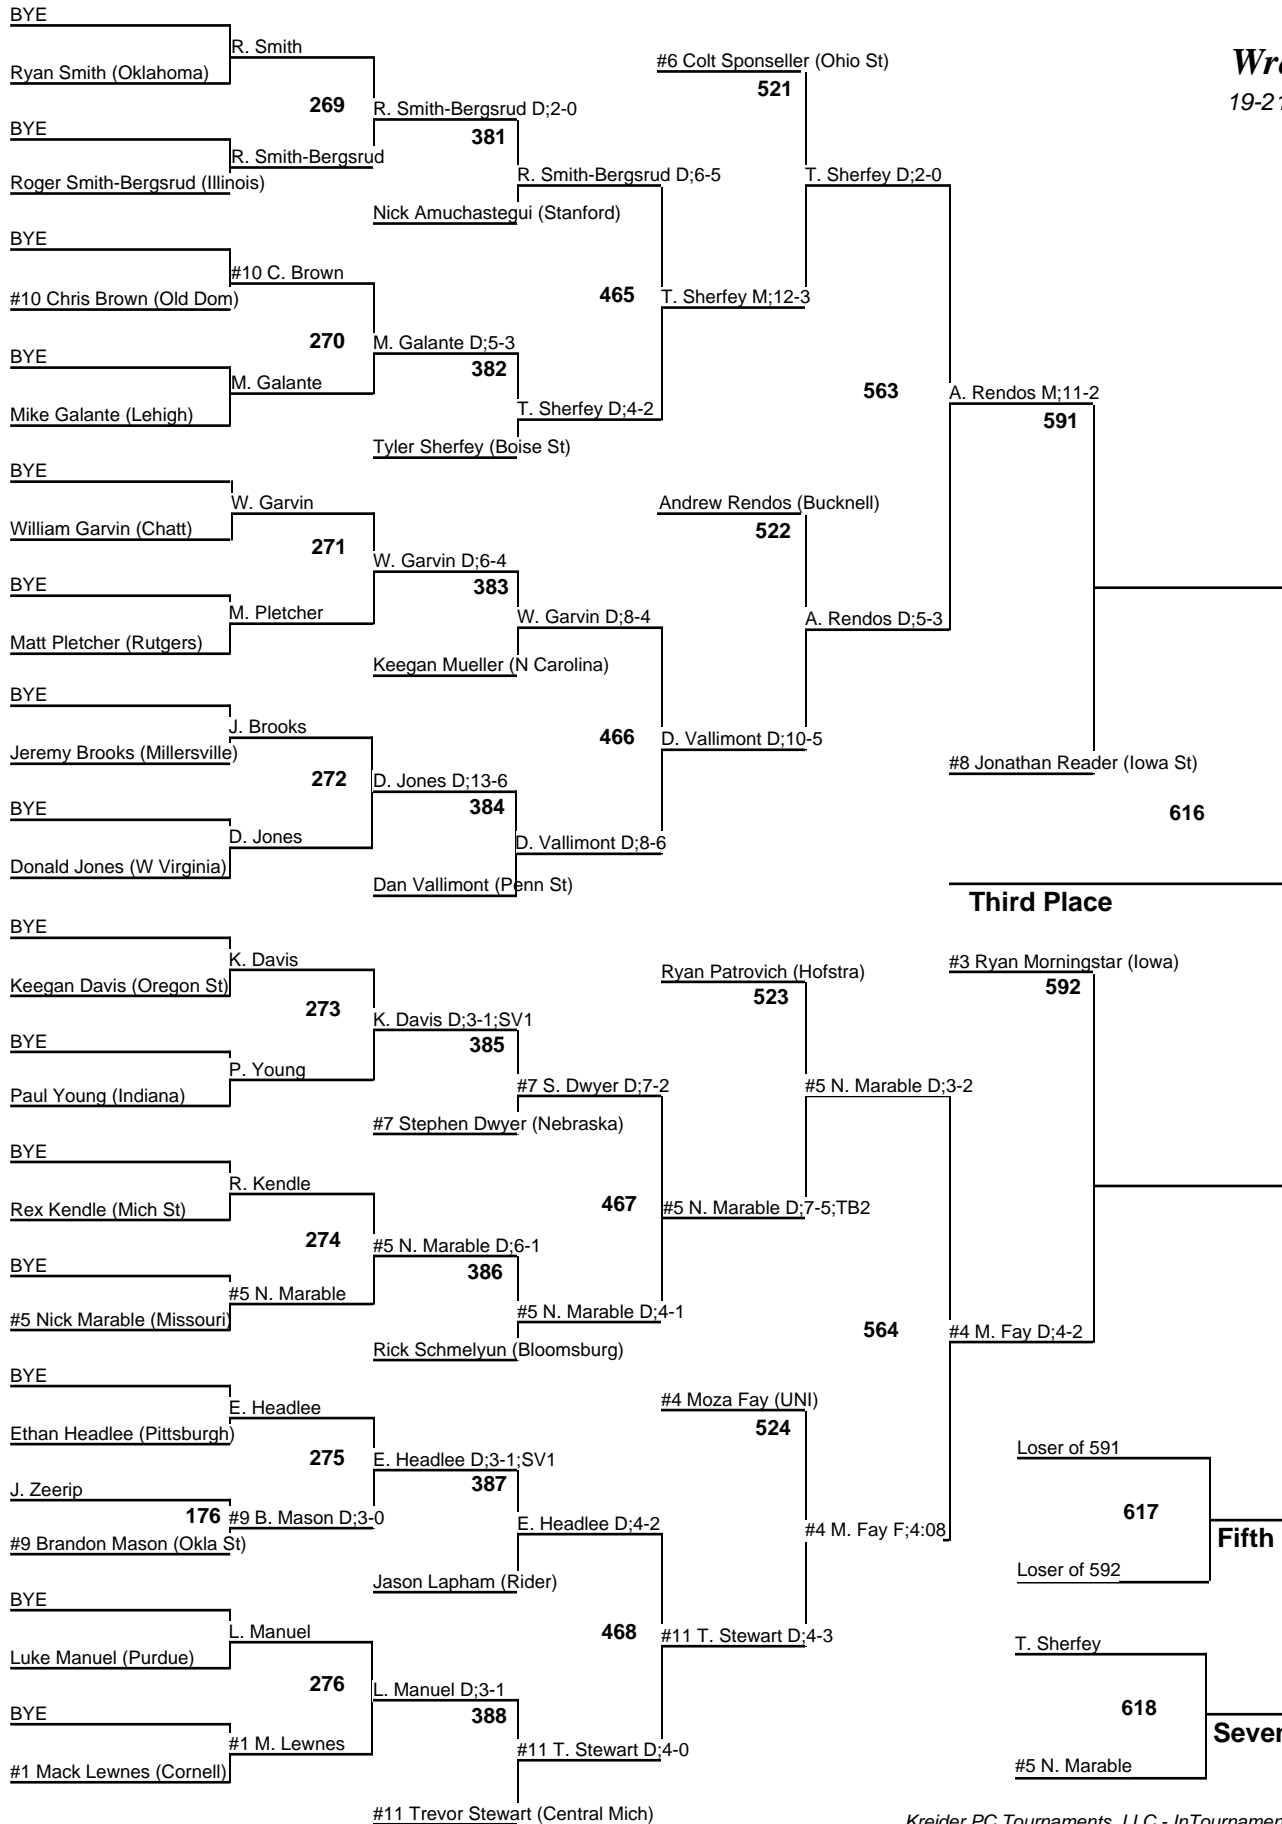 BYE
R. Smith
Ryan Smith (Oklahoma)
269
R. Smith-Bergsrud D;2-0
381
BYE
R. Smith-Bergsrud
Roger Smith-Bergsrud (Illinois)
R. Smith-Bergsrud D;6-5
Nick Amuchastegui (Stanford)
BYE
#10 C. Brown
#10 Chris Brown (Old Dom)
465
T. Sherfey M;12-3
270
M. Galante D;5-3
382
BYE
M. Galante
Mike Galante (Lehigh)
T. Sherfey D;4-2
Tyler Sherfey (Boise St)
#6 Colt Sponseller (Ohio St)
521
T. Sherfey D;2-0
563
A. Rendos M;11-2
591
19-21
BYE
W. Garvin
William Garvin (Chatt)
271
W. Garvin D;6-4
383
BYE
M. Pletcher
Matt Pletcher (Rutgers)
W. Garvin D;8-4
Keegan Mueller (N Carolina)
Andrew Rendos (Bucknell)
522
A. Rendos D;5-3
BYE
J. Brooks
Jeremy Brooks (Millersville)
466
D. Vallimont D;10-5
272
D. Jones D;13-6
384
BYE
D. Jones
Donald Jones (W Virginia)
D. Vallimont D;8-6
Dan Vallimont (Penn St)
#8 Jonathan Reader (Iowa St)
616
Third Place
BYE
K. Davis
Keegan Davis (Oregon St)
273
K. Davis D;3-1;SV1
385
BYE
P. Young
Paul Young (Indiana)
#7 S. Dwyer D;7-2
#7 Stephen Dwyer (Nebraska)
Ryan Patrovich (Hofstra)
523
#5 N. Marable D;3-2
#3 Ryan Morningstar (Iowa)
592
BYE
R. Kendle
Rex Kendle (Mich St)
467
#5 N. Marable D;7-5;TB2
274
#5 N. Marable D;6-1
386
BYE
#5 N. Marable
#5 Nick Marable (Missouri)
#5 N. Marable D;4-1
Rick Schmelyun (Bloomsburg)
564
#4 M. Fay D;4-2
BYE
E. Headlee
Ethan Headlee (Pittsburgh)
275
E. Headlee D;3-1;SV1
387
J. Zeerip
176
#9 B. Mason D;3-0
#9 Brandon Mason (Okla St)
E. Headlee D;4-2
Jason Lapham (Rider)
#4 Moza Fay (UNI)
524
#4 M. Fay F;4:08
Loser of 591
617
Fifth
Loser of 592
BYE
L. Manuel
Luke Manuel (Purdue)
468
#11 T. Stewart D;4-3
276
L. Manuel D;3-1
388
BYE
#1 M. Lewnes
#1 Mack Lewnes (Cornell)
#11 T. Stewart D;4-0
#11 Trevor Stewart (Central Mich)
T. Sherfey
618
#5 N. Marable
Kreider PC Tournaments, LLC - InTournamen